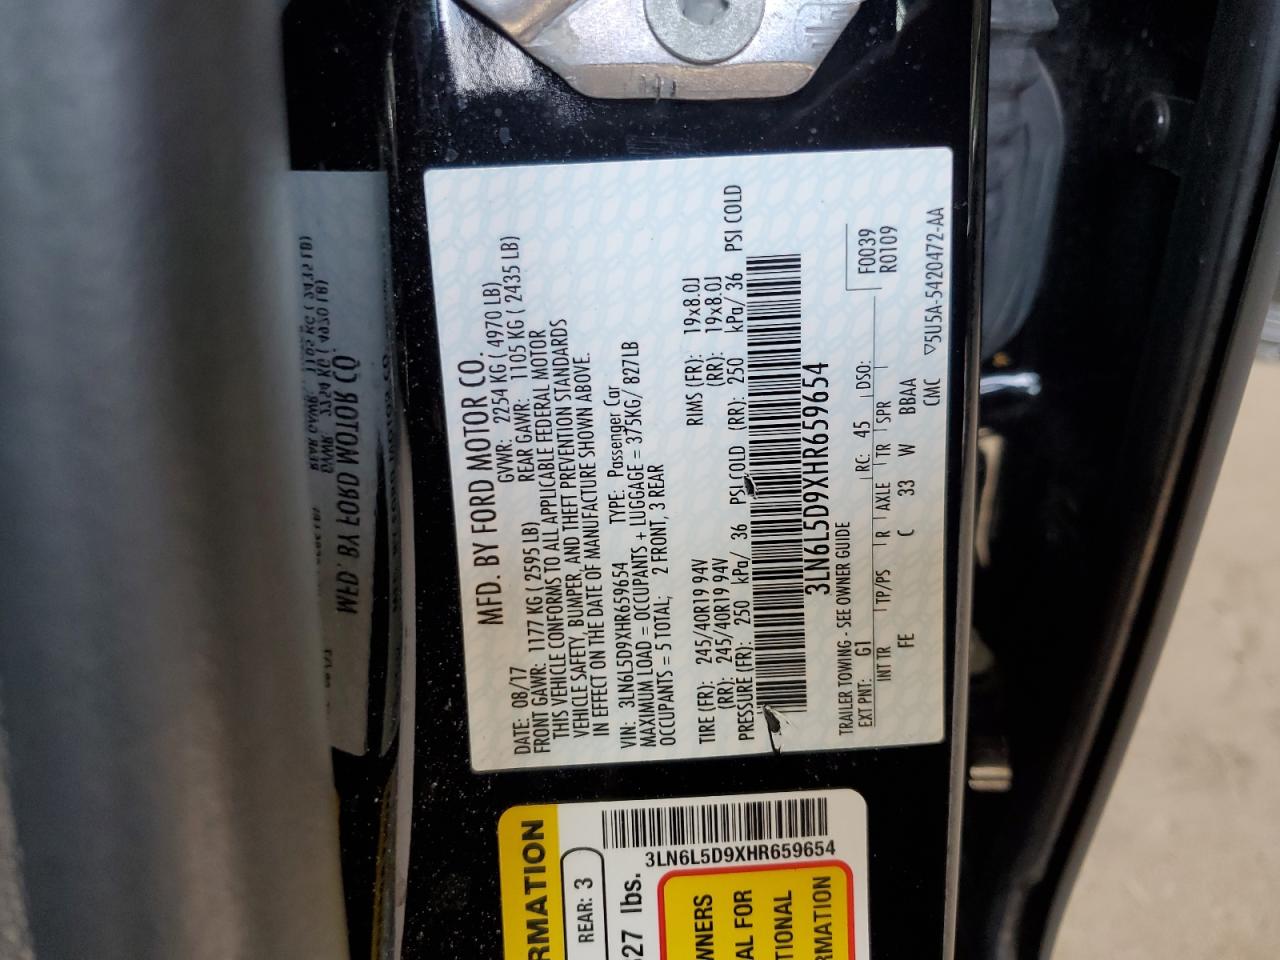 MFD. BY FORD MOTOR CO.
DATE: 08/17 GVWR: 2254 KG ( 4970 LB)
FRONT GAWR: 1177 KG ( 2595 LB) REAR GAWR: 1105 KG ( 2435 LB)
THIS VEHICLE CONFORMS TO ALL APPLICABLE FEDERAL MOTOR
VEHICLE SAFETY, BUMPER, AND THEFT PREVENTION STANDARDS
IN EFFECT ON THE DATE OF MANUFACTURE SHOWN ABOVE.
VIN: 3LN6L5D9XHR659654 TYPE: Passenger Car
MAXIMUM LOAD = OCCUPANTS + LUGGAGE = 375KG/ 827LB
OCCUPANTS = 5 TOTAL; 2 FRONT, 3 REAR
TIRE (FR): 245/40R19 94V RIMS (FR): 19x8.0J
(RR): 245/40R19 94V (RR): 19x8.0J
PRESSURE (FR): 250 kPa/ 36 PSI COLD (RR): 250 kPa/ 36 PSI COLD
3LN6L5D9XHR659654
TRAILER TOWING - SEE OWNER GUIDE
F0039
EXT PNT: G1 RC: 45 DSO: R0109
INT TR TP/PS R AXLE TR SPR
FE C 33 W BBAA
CMC ▽5U5A-5420472-AA
RMATION
REAR: 3
3LN6L5D9XHR659654
527 lbs.
WNERS
AL FOR
TIONAL
RMATION
MFD. BY FORD MOTOR CO.